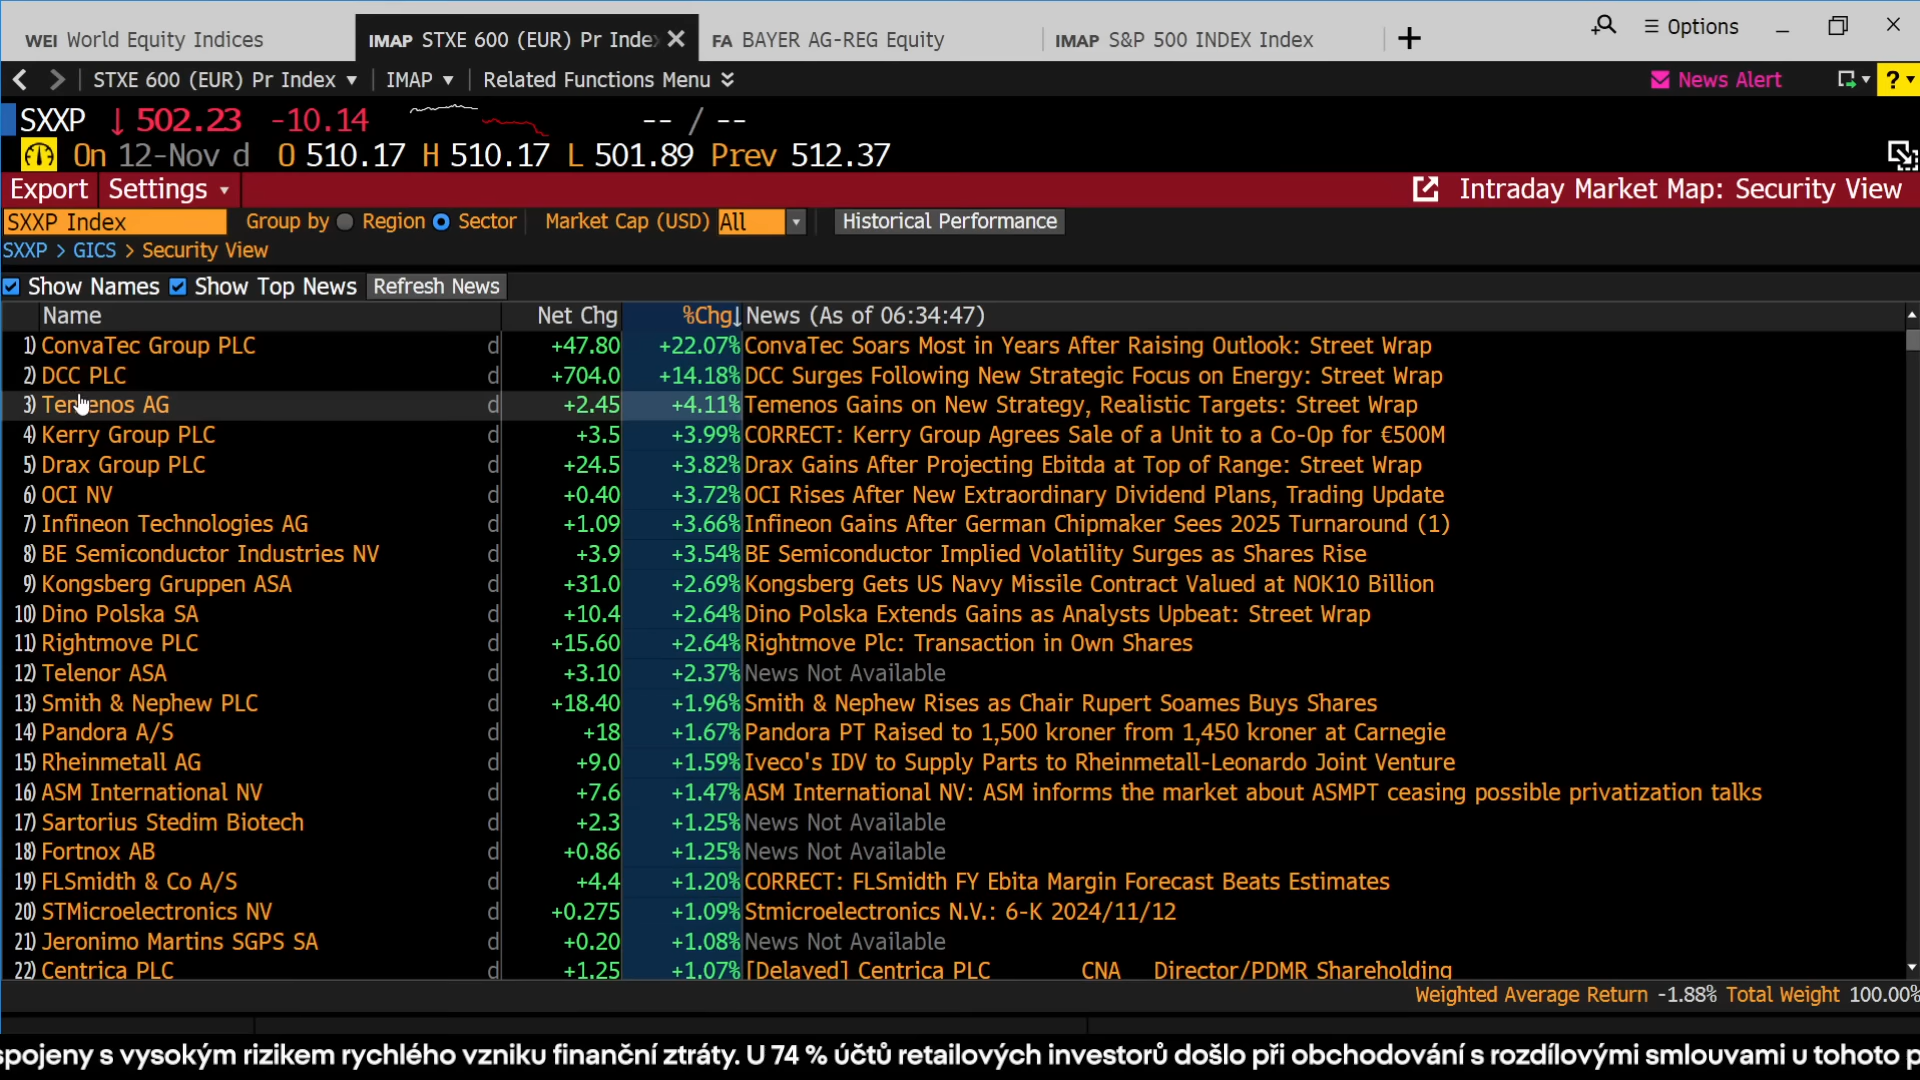 WEI World Equity Indices IMAP STXE 600 (EUR) Pr Inde FA BAYER AG-REG Equity IMAP S&P 500 INDEX Index Options
STXE 600 (EUR) Pr Index IMAP Related Functions Menu News Alert ?
SXXP ↓ 502.23 -10.14 -- / --
On 12-Nov d O 510.17 H 510.17 L 501.89 Prev 512.37
Export Settings Intraday Market Map: Security View
SXXP Index Group by Region Sector Market Cap (USD) All Historical Performance
SXXP > GICS > Security View
Show Names Show Top News Refresh News
Name Net Chg %Chg↓ News (As of 06:34:47)
1) ConvaTec Group PLC d +47.80 +22.07% ConvaTec Soars Most in Years After Raising Outlook: Street Wrap
2) DCC PLC d +704.0 +14.18% DCC Surges Following New Strategic Focus on Energy: Street Wrap
3) Temenos AG d +2.45 +4.11% Temenos Gains on New Strategy, Realistic Targets: Street Wrap
4) Kerry Group PLC d +3.5 +3.99% CORRECT: Kerry Group Agrees Sale of a Unit to a Co-Op for €500M
5) Drax Group PLC d +24.5 +3.82% Drax Gains After Projecting Ebitda at Top of Range: Street Wrap
6) OCI NV d +0.40 +3.72% OCI Rises After New Extraordinary Dividend Plans, Trading Update
7) Infineon Technologies AG d +1.09 +3.66% Infineon Gains After German Chipmaker Sees 2025 Turnaround (1)
8) BE Semiconductor Industries NV d +3.9 +3.54% BE Semiconductor Implied Volatility Surges as Shares Rise
9) Kongsberg Gruppen ASA d +31.0 +2.69% Kongsberg Gets US Navy Missile Contract Valued at NOK10 Billion
10) Dino Polska SA d +10.4 +2.64% Dino Polska Extends Gains as Analysts Upbeat: Street Wrap
11) Rightmove PLC d +15.60 +2.64% Rightmove Plc: Transaction in Own Shares
12) Telenor ASA d +3.10 +2.37% News Not Available
13) Smith & Nephew PLC d +18.40 +1.96% Smith & Nephew Rises as Chair Rupert Soames Buys Shares
14) Pandora A/S d +18 +1.67% Pandora PT Raised to 1,500 kroner from 1,450 kroner at Carnegie
15) Rheinmetall AG d +9.0 +1.59% Iveco's IDV to Supply Parts to Rheinmetall-Leonardo Joint Venture
16) ASM International NV d +7.6 +1.47% ASM International NV: ASM informs the market about ASMPT ceasing possible privatization talks
17) Sartorius Stedim Biotech d +2.3 +1.25% News Not Available
18) Fortnox AB d +0.86 +1.25% News Not Available
19) FLSmidth & Co A/S d +4.4 +1.20% CORRECT: FLSmidth FY Ebita Margin Forecast Beats Estimates
20) STMicroelectronics NV d +0.275 +1.09% Stmicroelectronics N.V.: 6-K 2024/11/12
21) Jeronimo Martins SGPS SA d +0.20 +1.08% News Not Available
22) Centrica PLC d +1.25 +1.07% [Delayed] Centrica PLC CNA Director/PDMR Shareholding
Weighted Average Return -1.88% Total Weight 100.00%
spojeny s vysokým rizikem rychlého vzniku finanční ztráty. U 74 % účtů retailových investorů došlo při obchodování s rozdílovými smlouvami u tohoto p